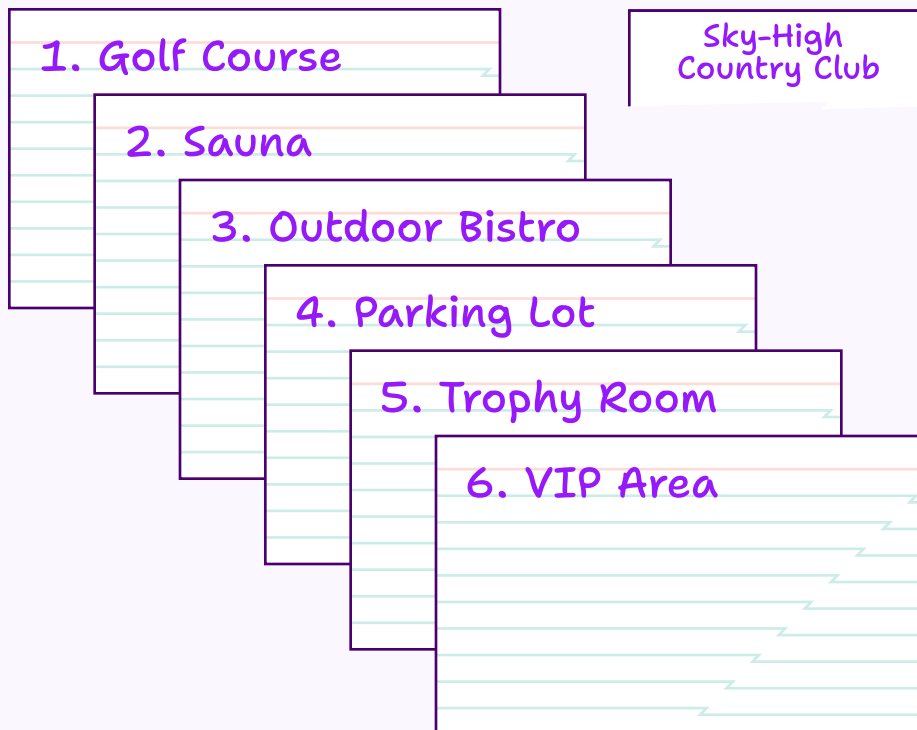 Sky-High
Country Club
1. Golf Course
2. Sauna
3. Outdoor Bistro
4. Parking Lot
5. Trophy Room
6. VIP Area